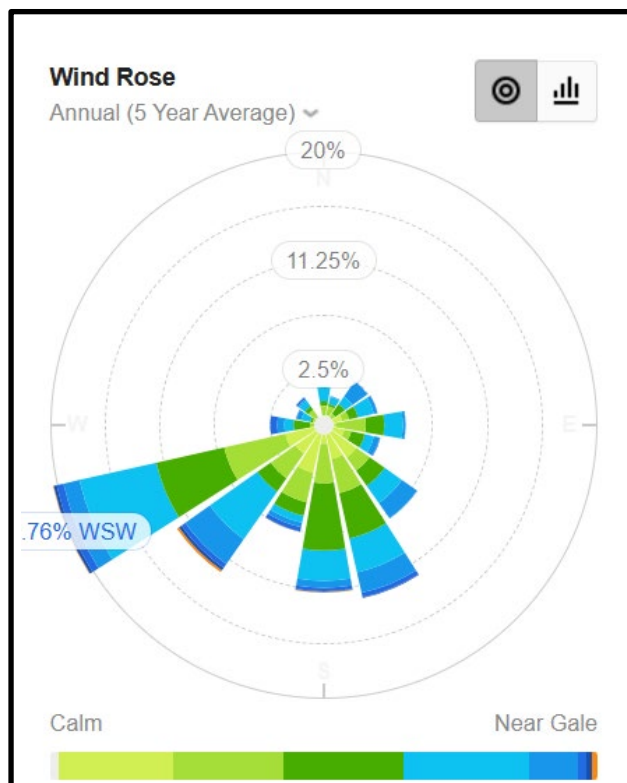 Wind Rose
Annual (5 Year Average)
20%
N
11.25%
2.5%
W
E
.76% WSW
S
Calm
Near Gale